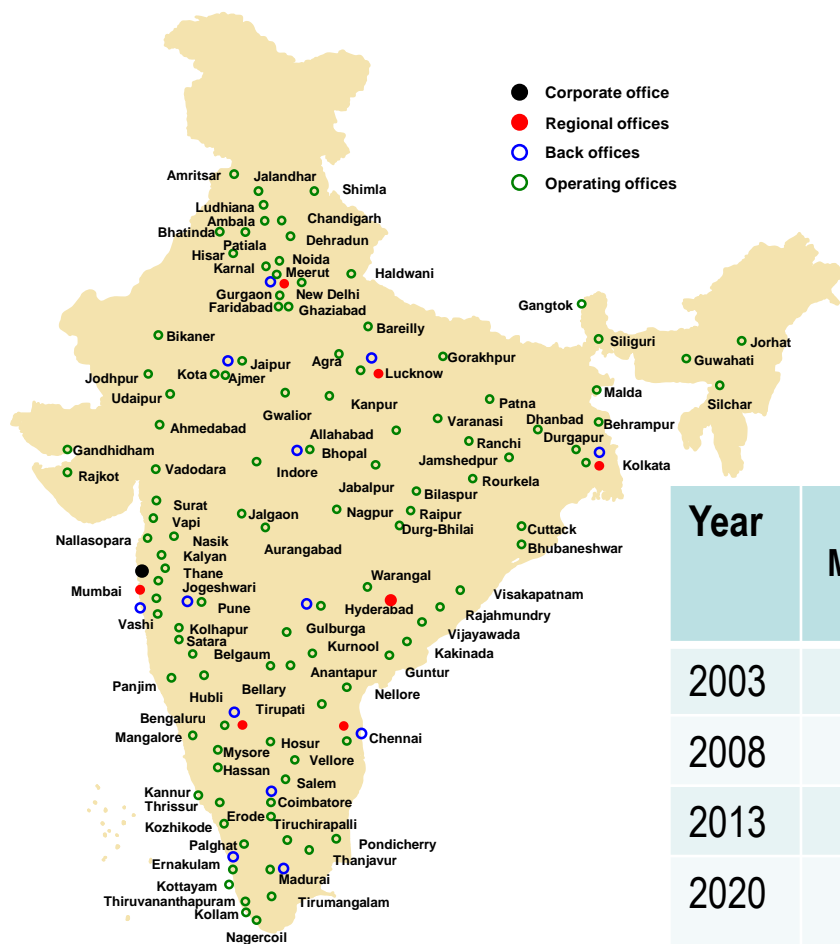 Corporate office
Regional offices
Back offices
Operating offices
Amritsar
Jalandhar
Shimla
Ludhiana
Ambala
Chandigarh
Bhatinda
Patiala
Dehradun
Hisar
Noida
Karnal
Meerut
Haldwani
Gurgaon
New Delhi
Faridabad
Ghaziabad
Gangtok
Bikaner
Bareilly
Siliguri
Jorhat
Jaipur
Agra
Gorakhpur
Guwahati
Jodhpur
Kota
Ajmer
Lucknow
Udaipur
Malda
Silchar
Gwalior
Kanpur
Patna
Ahmedabad
Varanasi
Dhanbad
Behrampur
Allahabad
Ranchi
Durgapur
Gandhidham
Bhopal
Jamshedpur
Kolkata
Rajkot
Vadodara
Indore
Jabalpur
Rourkela
Bilaspur
Surat
Jalgaon
Nagpur
Raipur
Vapi
Durg-Bhilai
Cuttack
Nallasopara
Nasik
Aurangabad
Bhubaneshwar
Kalyan
Thane
Warangal
Mumbai
Jogeshwari
Visakapatnam
Pune
Hyderabad
Rajahmundry
Vashi
Kolhapur
Gulburga
Vijayawada
Satara
Kurnool
Kakinada
Belgaum
Anantapur
Guntur
Panjim
Hubli
Bellary
Nellore
Tirupati
Bengaluru
Mangalore
Hosur
Chennai
Mysore
Vellore
Hassan
Salem
Kannur
Coimbatore
Thrissur
Erode
Kozhikode
Tiruchirapalli
Palghat
Pondicherry
Ernakulam
Thanjavur
Kottayam
Madurai
Thiruvananthapuram
Tirumangalam
Kollam
Nagercoil
Year
M
2003
2008
2013
2020